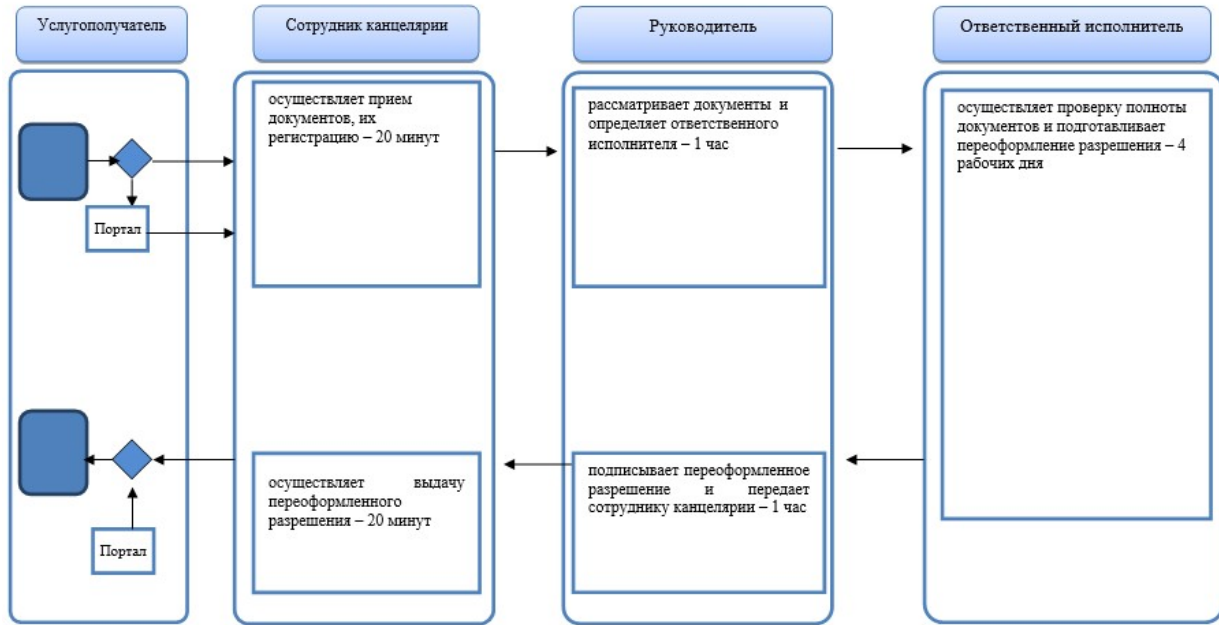 Услугополучатель
Сотрудник канцелярии
Руководитель
Ответственный исполнитель
осуществляет прием
документов, их
регистрацию – 20 минут
рассматривает документы и
определяет ответственного
исполнителя – 1 час
осуществляет проверку полноты
документов и подготавливает
переоформление разрешения – 4
рабочих дня
Портал
осуществляет выдачу
переоформленного
разрешения – 20 минут
подписывает переоформленное
разрешение и передает
сотруднику канцелярии – 1 час
Портал